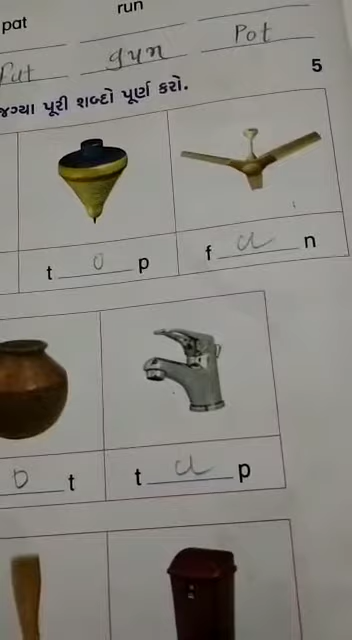 pat run
Put gun Pot
5
જગ્યા પૂરી શબ્દો પૂર્ણ કરો.
t o p f a n
o t t a p